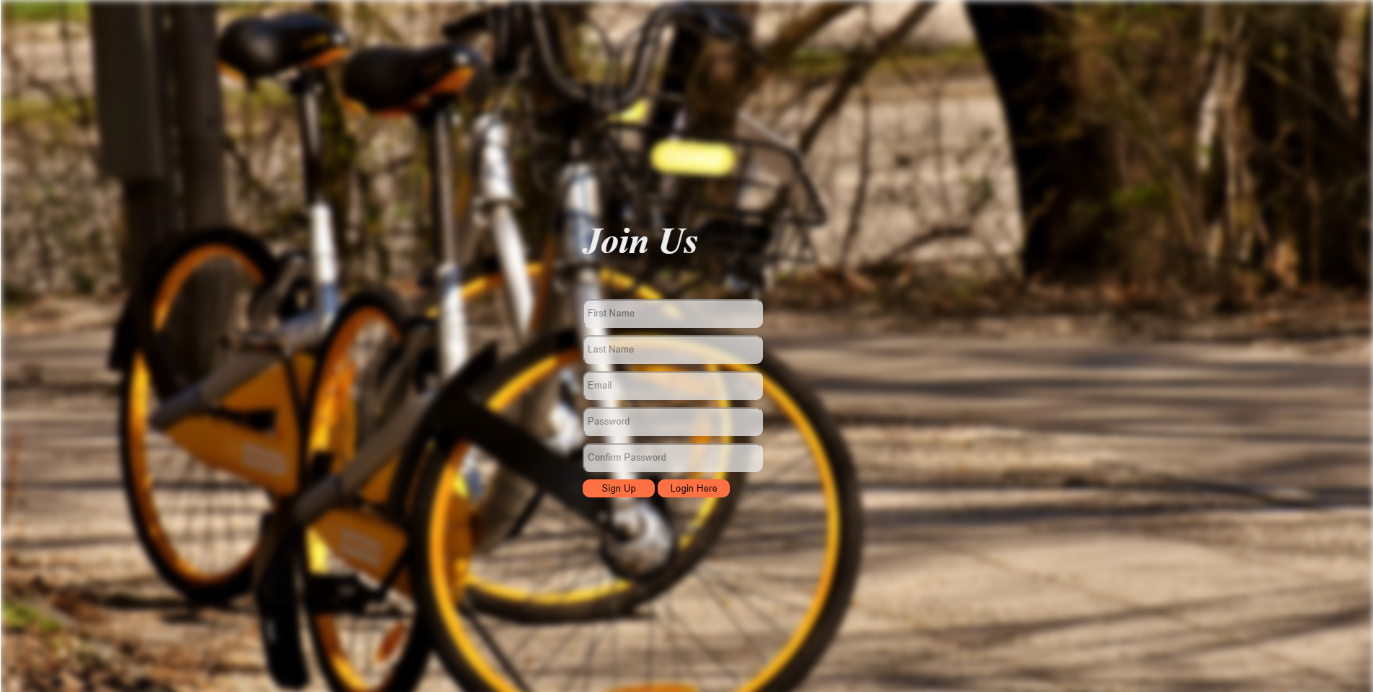 Join Us
First Name
Last Name
Email
Password
Confirm Password
Sign Up Login Here